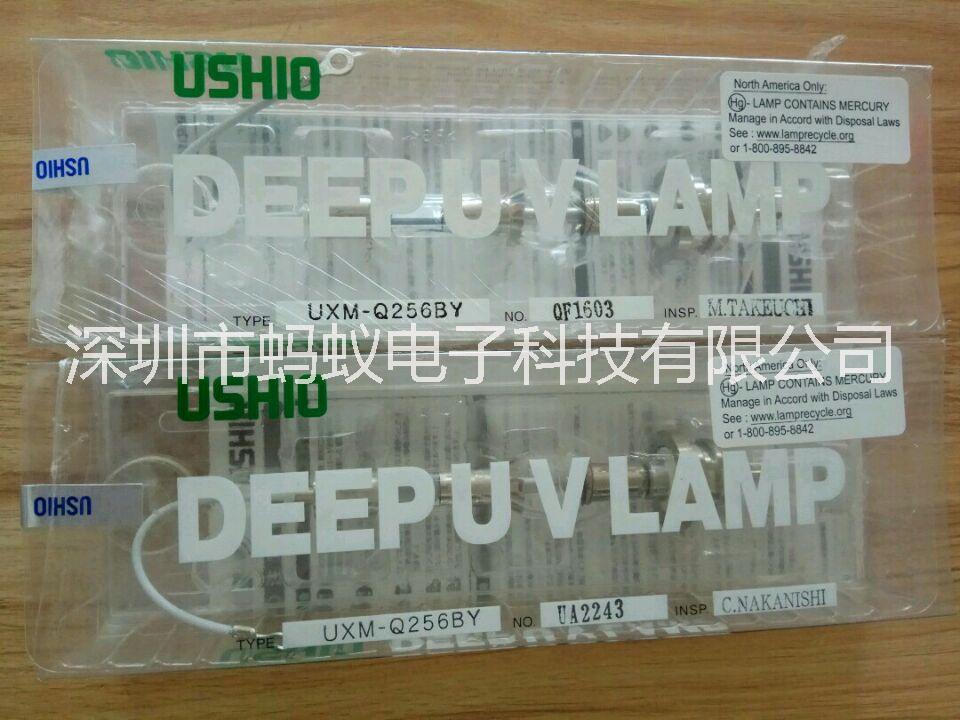 USHIO
North America Only:
Hg - LAMP CONTAINS MERCURY
Manage in Accord with Disposal Laws
See : www.lamprecycle.org
or 1-800-895-8842
USHIO
DEEP UV LAMP
TYPE UXM-Q256BY NO. QF1603 INSP. M.TAKEUCHI
深圳市蚂蚁电子科技有限公司
USHIO
North America Only:
Hg - LAMP CONTAINS MERCURY
Manage in Accord with Disposal Laws
See : www.lamprecycle.org
or 1-800-895-8842
USHIO
DEEP UV LAMP
TYPE UXM-Q256BY NO. UA2243 INSP C.NAKANISHI